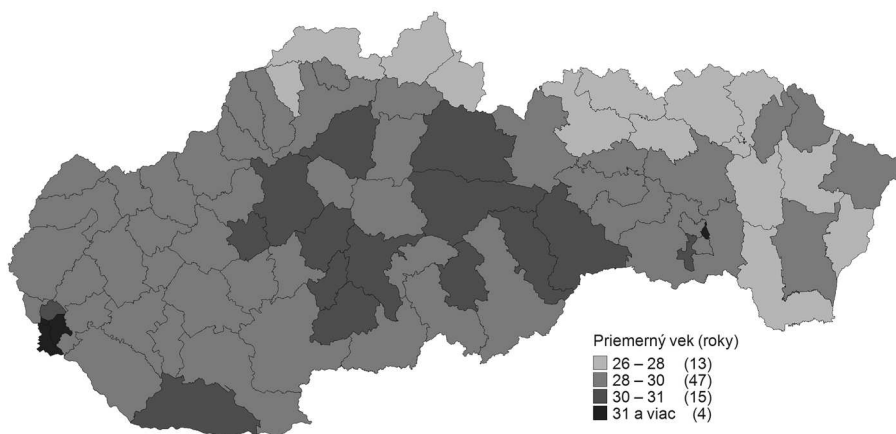 Priemerný vek (roky)
26 – 28 (13)
28 – 30 (47)
30 – 31 (15)
31 a viac (4)